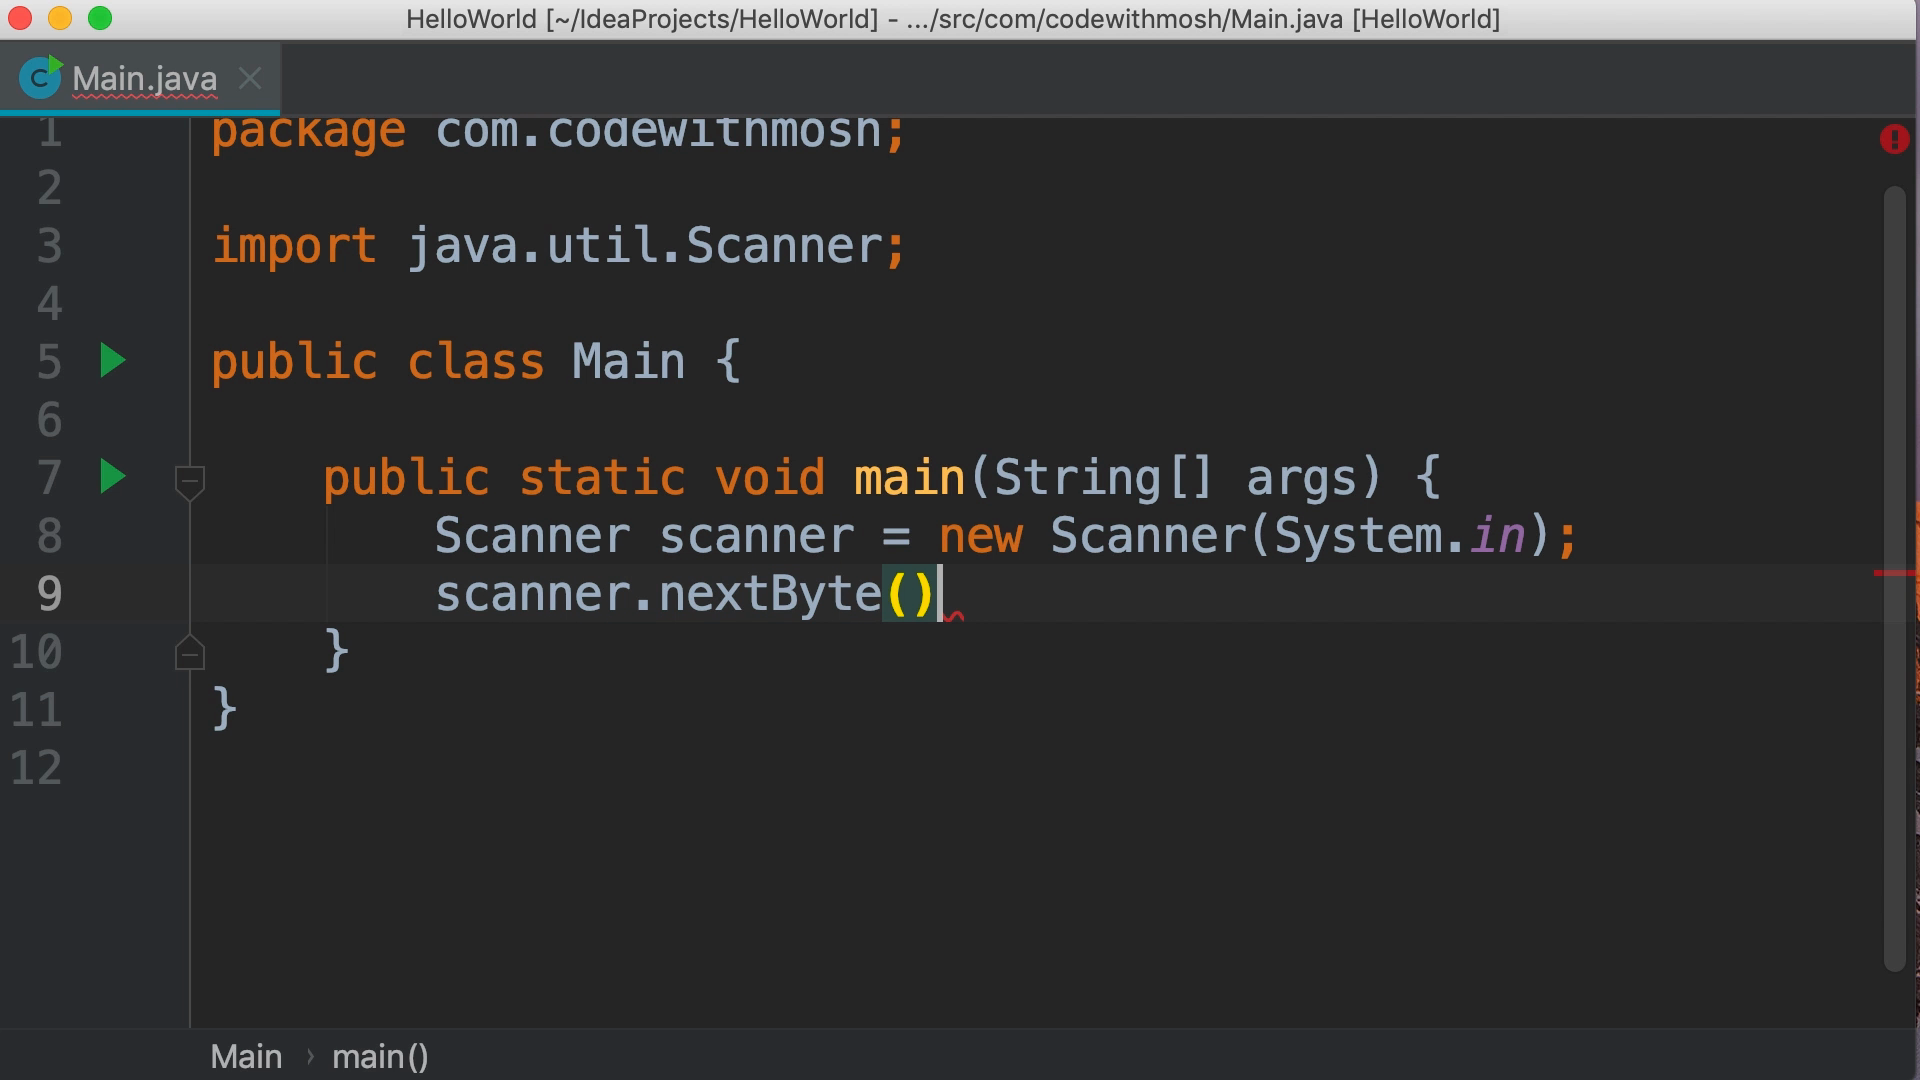 HelloWorld [~/IdeaProjects/HelloWorld] - .../src/com/codewithmosh/Main.java [HelloWorld]
Main.java
1 package com.codewithmosh;
2
3 import java.util.Scanner;
4
5 public class Main {
6
7 public static void main(String[] args) {
8 Scanner scanner = new Scanner(System.in);
9 scanner.nextByte()
10 }
11 }
12
Main › main()